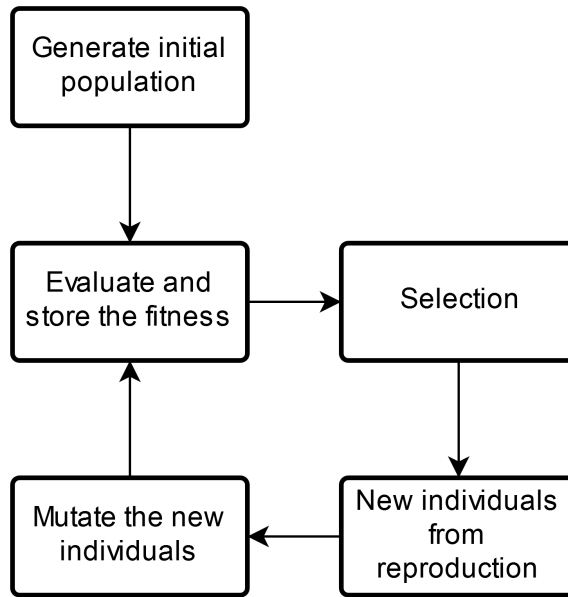 Generate initial
population
Evaluate and
store the fitness
Selection
New individuals
from
reproduction
Mutate the new
individuals